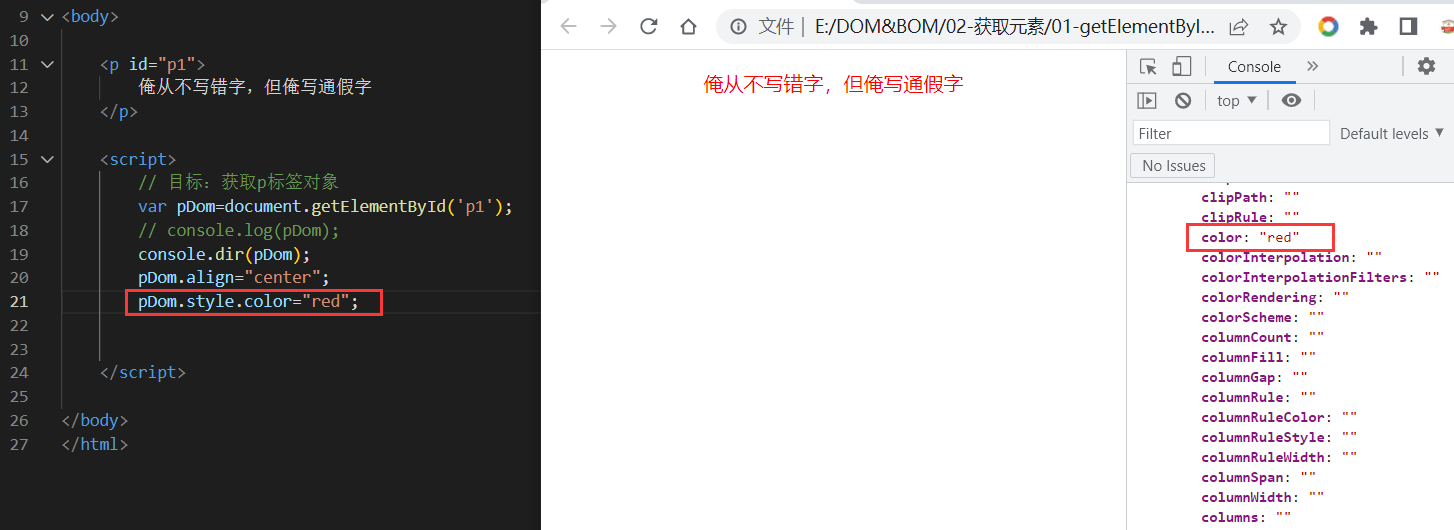 9 <body>
10
11 <p id="p1">
12 俺从不写错字，但俺写通假字
13 </p>
14
15 <script>
16 // 目标：获取p标签对象
17 var pDom=document.getElementById('p1');
18 // console.log(pDom);
19 console.dir(pDom);
20 pDom.align="center";
21 pDom.style.color="red";
22
23
24 </script>
25
26 </body>
27 </html>
文件 | E:/DOM&BOM/02-获取元素/01-getElementByI...
俺从不写错字，但俺写通假字
Console
top
Filter Default levels
No Issues
clipPath: ""
clipRule: ""
color: "red"
colorInterpolation: ""
colorInterpolationFilters: ""
colorRendering: ""
colorScheme: ""
columnCount: ""
columnFill: ""
columnGap: ""
columnRule: ""
columnRuleColor: ""
columnRuleStyle: ""
columnRuleWidth: ""
columnSpan: ""
columnWidth: ""
columns: ""